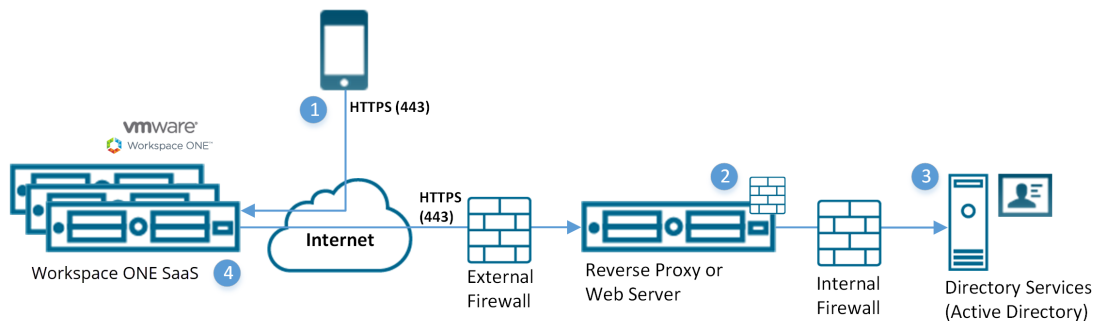 1
HTTPS (443)
vmware®
Workspace ONE™
2
3
HTTPS
(443)
Internet
Workspace ONE SaaS
4
External
Firewall
Reverse Proxy or
Web Server
Internal
Firewall
Directory Services
(Active Directory)